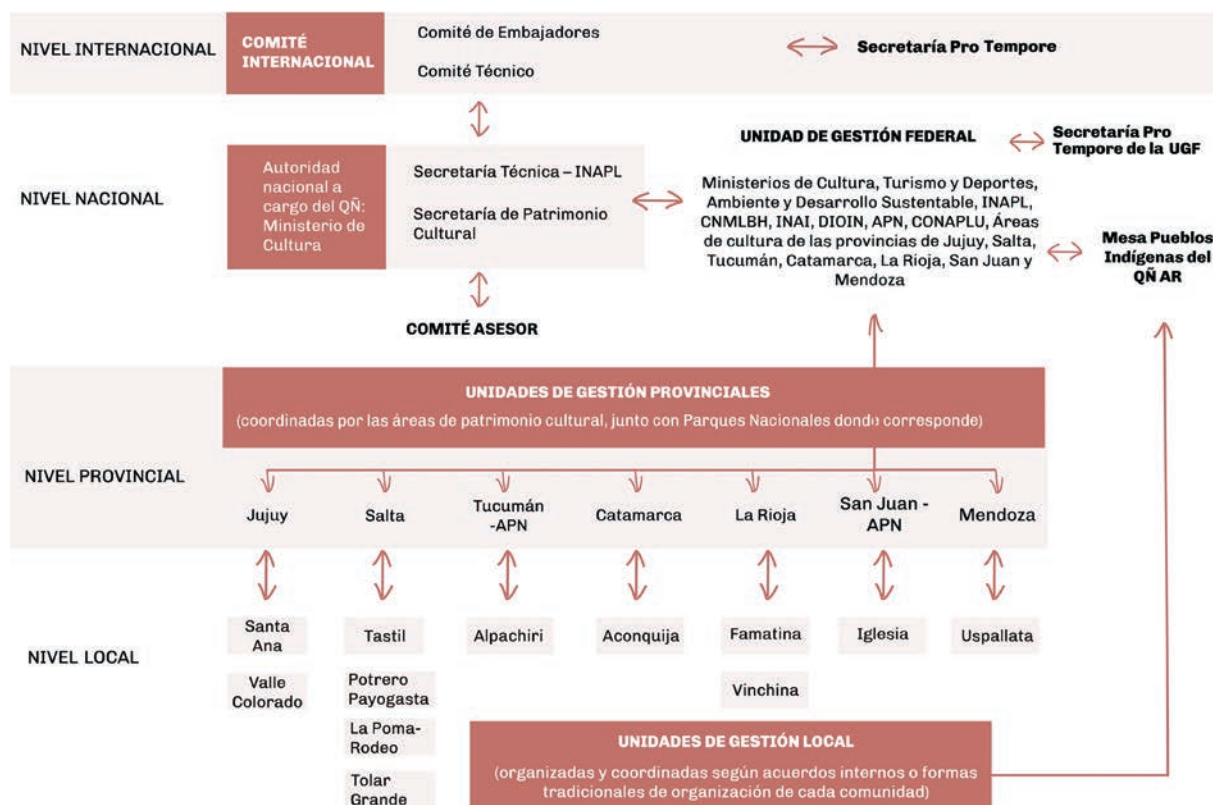 NIVEL INTERNACIONAL
COMITÉ
INTERNACIONAL
Comité de Embajadores
Comité Técnico
Secretaría Pro Tempore
NIVEL NACIONAL
Autoridad
nacional a
cargo del QÑ:
Ministerio de
Cultura
Secretaría Técnica – INAPL
Secretaría de Patrimonio
Cultural
COMITÉ ASESOR
UNIDAD DE GESTIÓN FEDERAL
Ministerios de Cultura, Turismo y Deportes,
Ambiente y Desarrollo Sustentable, INAPL,
CNMLBH, INAI, DIOIN, APN, CONAPLU, Áreas
de cultura de las provincias de Jujuy, Salta,
Tucumán, Catamarca, La Rioja, San Juan y
Mendoza
Secretaría Pro
Tempore de la UGF
Mesa Pueblos
Indígenas del
QÑ AR
NIVEL PROVINCIAL
UNIDADES DE GESTIÓN PROVINCIALES
(coordinadas por las áreas de patrimonio cultural, junto con Parques Nacionales donde corresponde)
Jujuy
Salta
Tucumán
-APN
Catamarca
La Rioja
San Juan -
APN
Mendoza
NIVEL LOCAL
Santa
Ana
Valle
Colorado
Tastil
Potrero
Payogasta
La Poma-
Rodeo
Tolar
Grande
Alpachiri
Aconquija
Famatina
Vinchina
Iglesia
Uspallata
UNIDADES DE GESTIÓN LOCAL
(organizadas y coordinadas según acuerdos internos o formas
tradicionales de organización de cada comunidad)